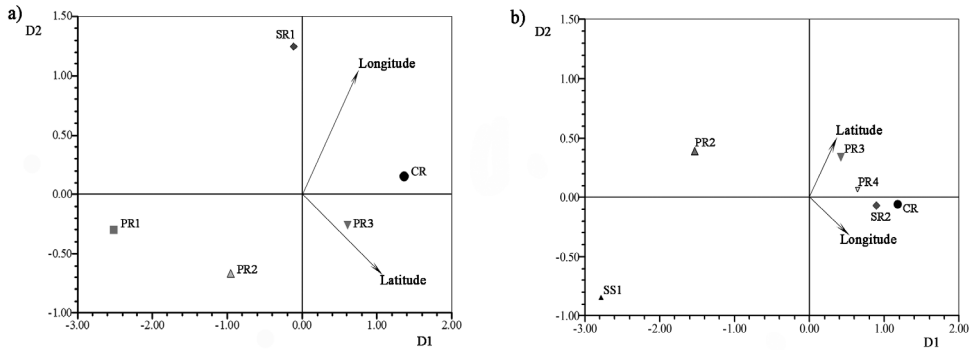 a)
D2
1.50
1.00
0.50
0.00
-0.50
-1.00
-3.00 -2.00 -1.00 0.00 1.00 2.00
D1
SR1
Longitude
CR
PR1
PR3
PR2
Latitude
b)
D2
1.50
1.00
0.50
0.00
-0.50
-1.00
-3.00 -2.00 -1.00 0.00 1.00 2.00
D1
Latitude
PR2
PR3
PR4
SR2
CR
Longitude
SS1